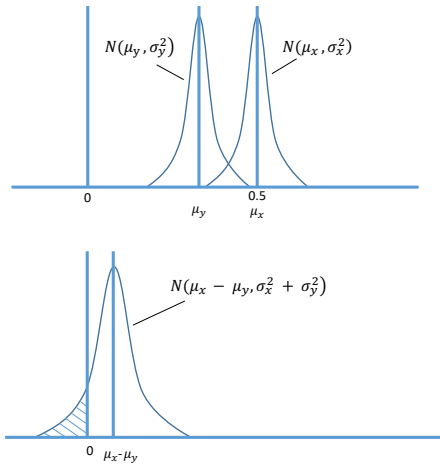 N(μy, σy²) N(μx, σx²)
0 0.5
μy μx
N(μx − μy, σx² + σy²)
0 μx-μy